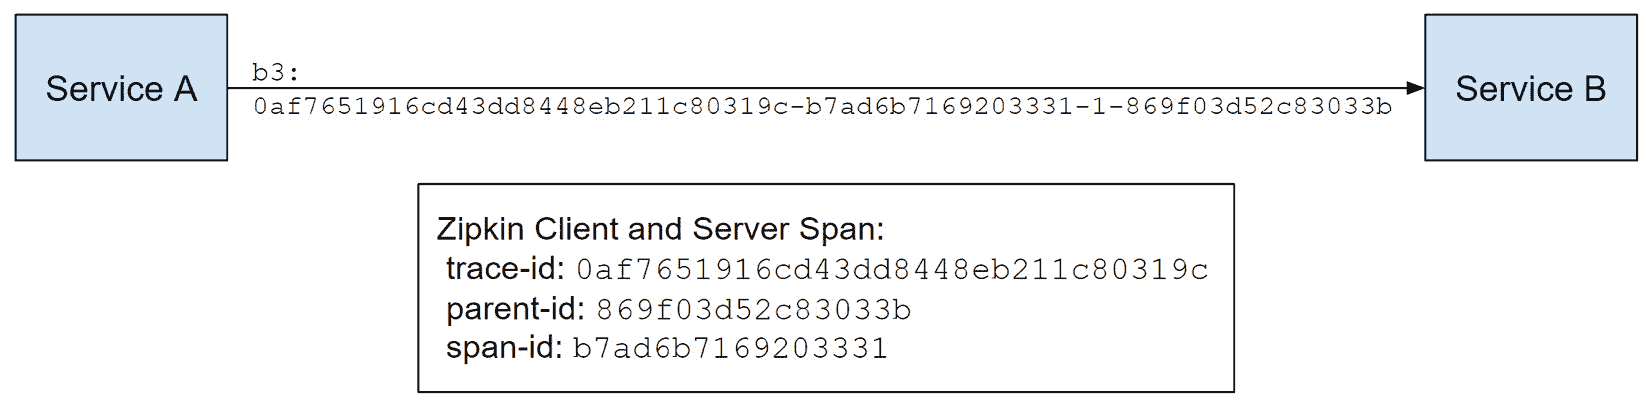 Service A
b3:
0af7651916cd43dd8448eb211c80319c-b7ad6b7169203331-1-869f03d52c83033b
Service B
Zipkin Client and Server Span:
trace-id: 0af7651916cd43dd8448eb211c80319c
parent-id: 869f03d52c83033b
span-id: b7ad6b7169203331